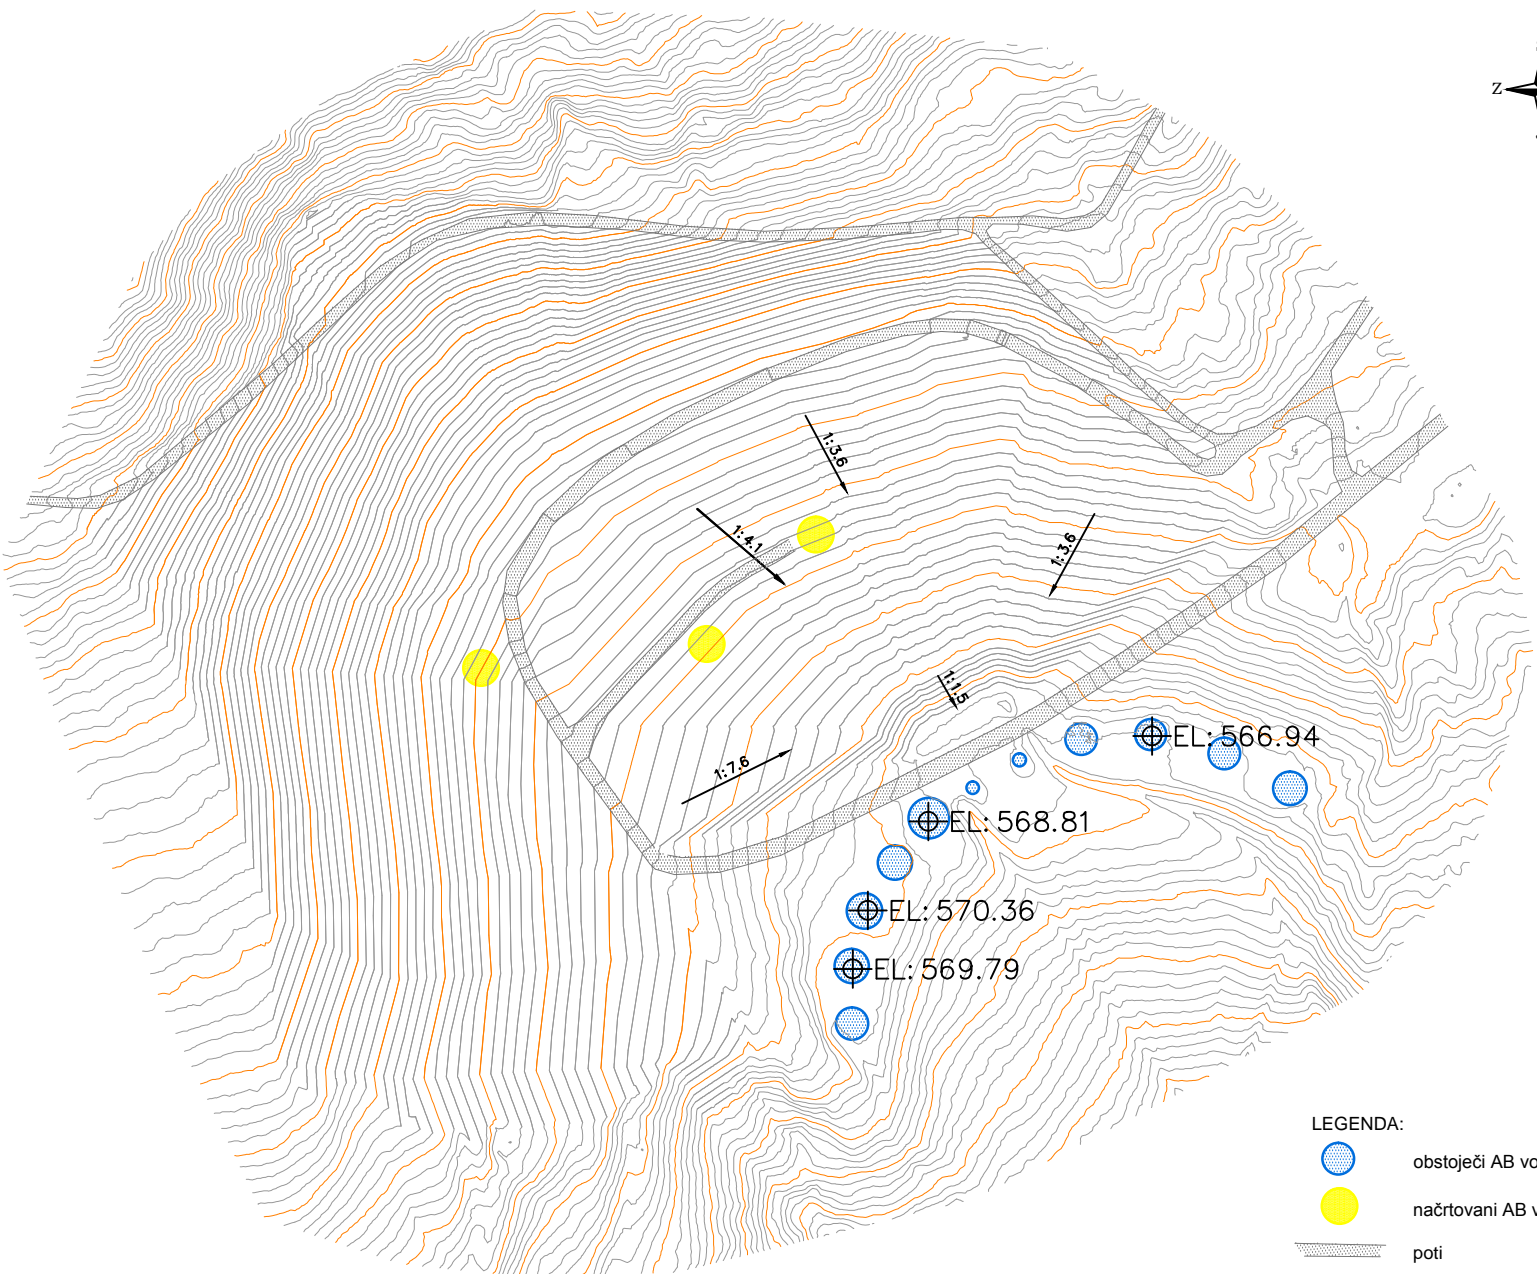 Z
1:3.6
1:4.1
1:3.6
1:1.5
EL: 566.94
1:7.6
EL: 568.81
EL: 570.36
EL: 569.79
LEGENDA:
obstoječi AB vo
načrtovani AB v
poti